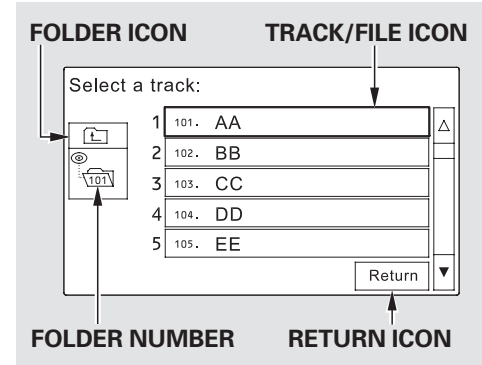 FOLDER ICON TRACK/FILE ICON
Select a track:
1 101. AA
2 102. BB
101
3 103. CC
4 104. DD
5 105. EE
Return
FOLDER NUMBER RETURN ICON